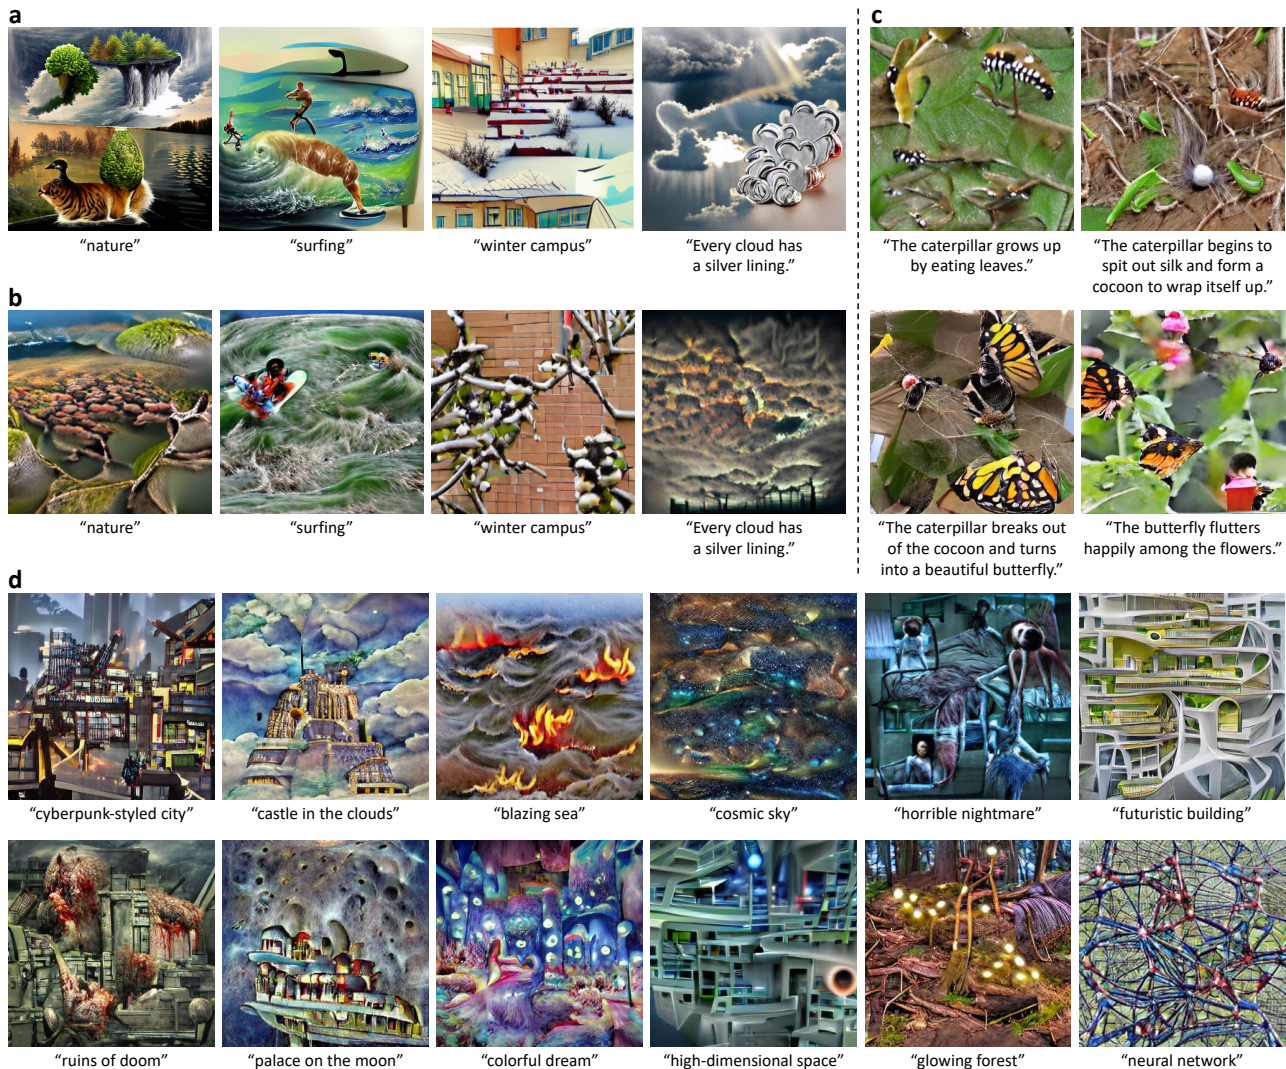 a
“nature”
“surfing”
“winter campus”
“Every cloud has
a silver lining.”
b
“nature”
“surfing”
“winter campus”
“Every cloud has
a silver lining.”
c
“The caterpillar grows up
by eating leaves.”
“The caterpillar begins to
spit out silk and form a
cocoon to wrap itself up.”
“The caterpillar breaks out
of the cocoon and turns
into a beautiful butterfly.”
“The butterfly flutters
happily among the flowers.”
d
“cyberpunk-styled city”
“castle in the clouds”
“blazing sea”
“cosmic sky”
“horrible nightmare”
“futuristic building”
“ruins of doom”
“palace on the moon”
“colorful dream”
“high-dimensional space”
“glowing forest”
“neural network”